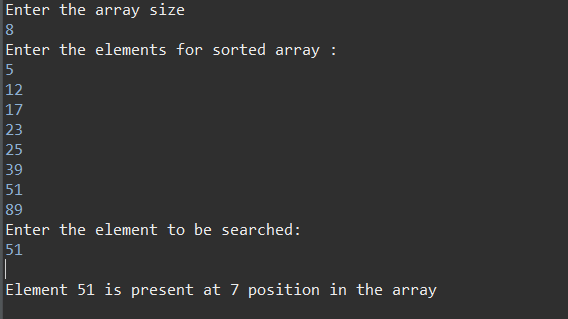 Enter the array size
8
Enter the elements for sorted array :
5
12
17
23
25
39
51
89
Enter the element to be searched:
51
Element 51 is present at 7 position in the array